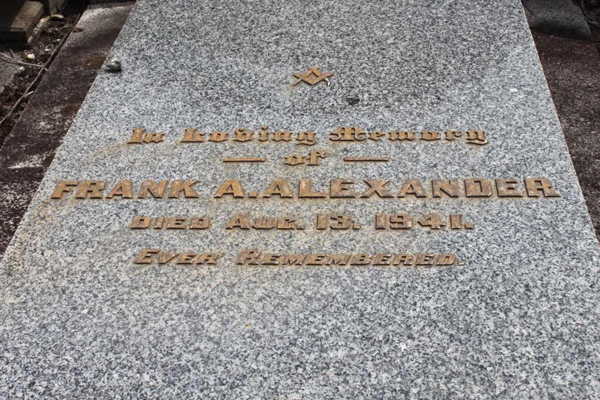 In Loving Memory
of
FRANK A. ALEXANDER
DIED AUG. 13. 1941.
EVER REMEMBERED.